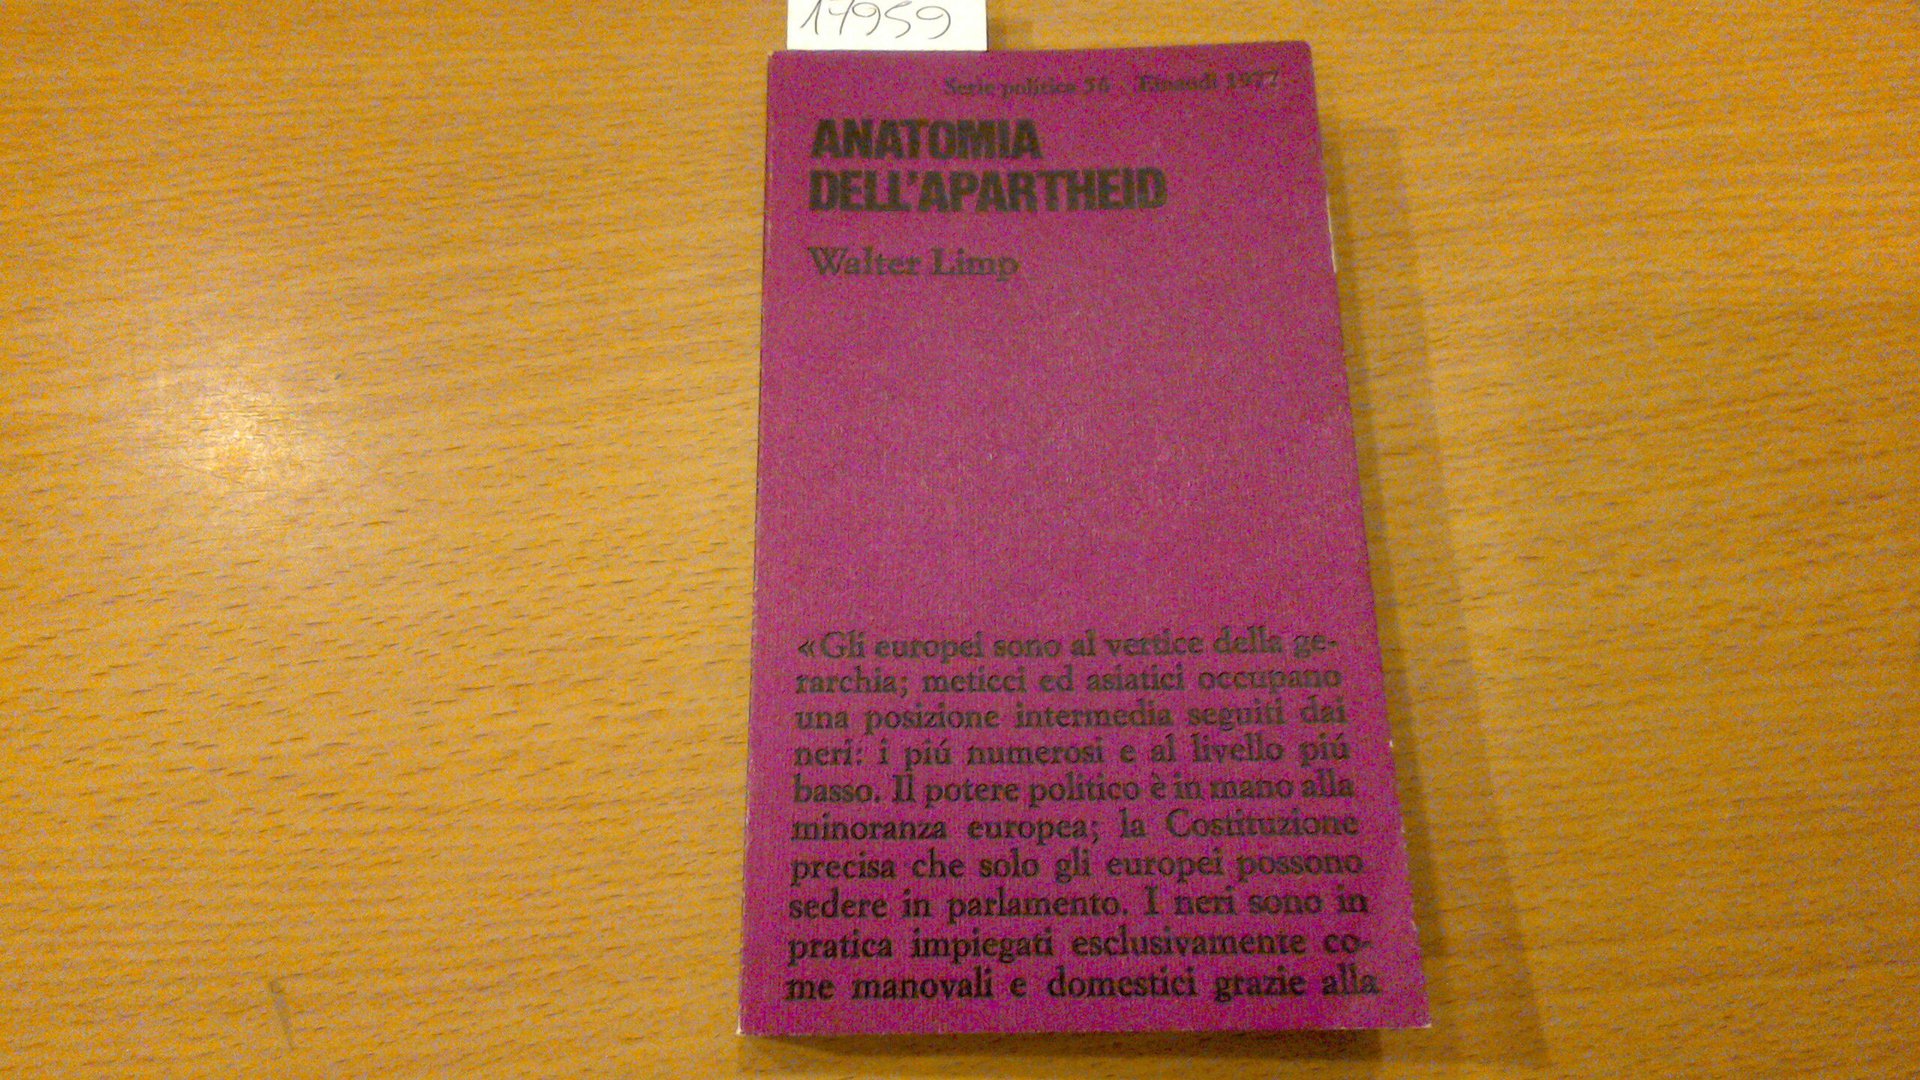 17959
Serie politica 56 Einaudi 1977
ANATOMIA
DELL'APARTHEID
Walter Limp
«Gli europei sono al vertice della ge-
rarchia; meticci ed asiatici occupano
una posizione intermedia seguiti dai
neri: i piú numerosi e al livello piú
basso. Il potere politico è in mano alla
minoranza europea; la Costituzione
precisa che solo gli europei possono
sedere in parlamento. I neri sono in
pratica impiegati esclusivamente co-
me manovali e domestici grazie alla